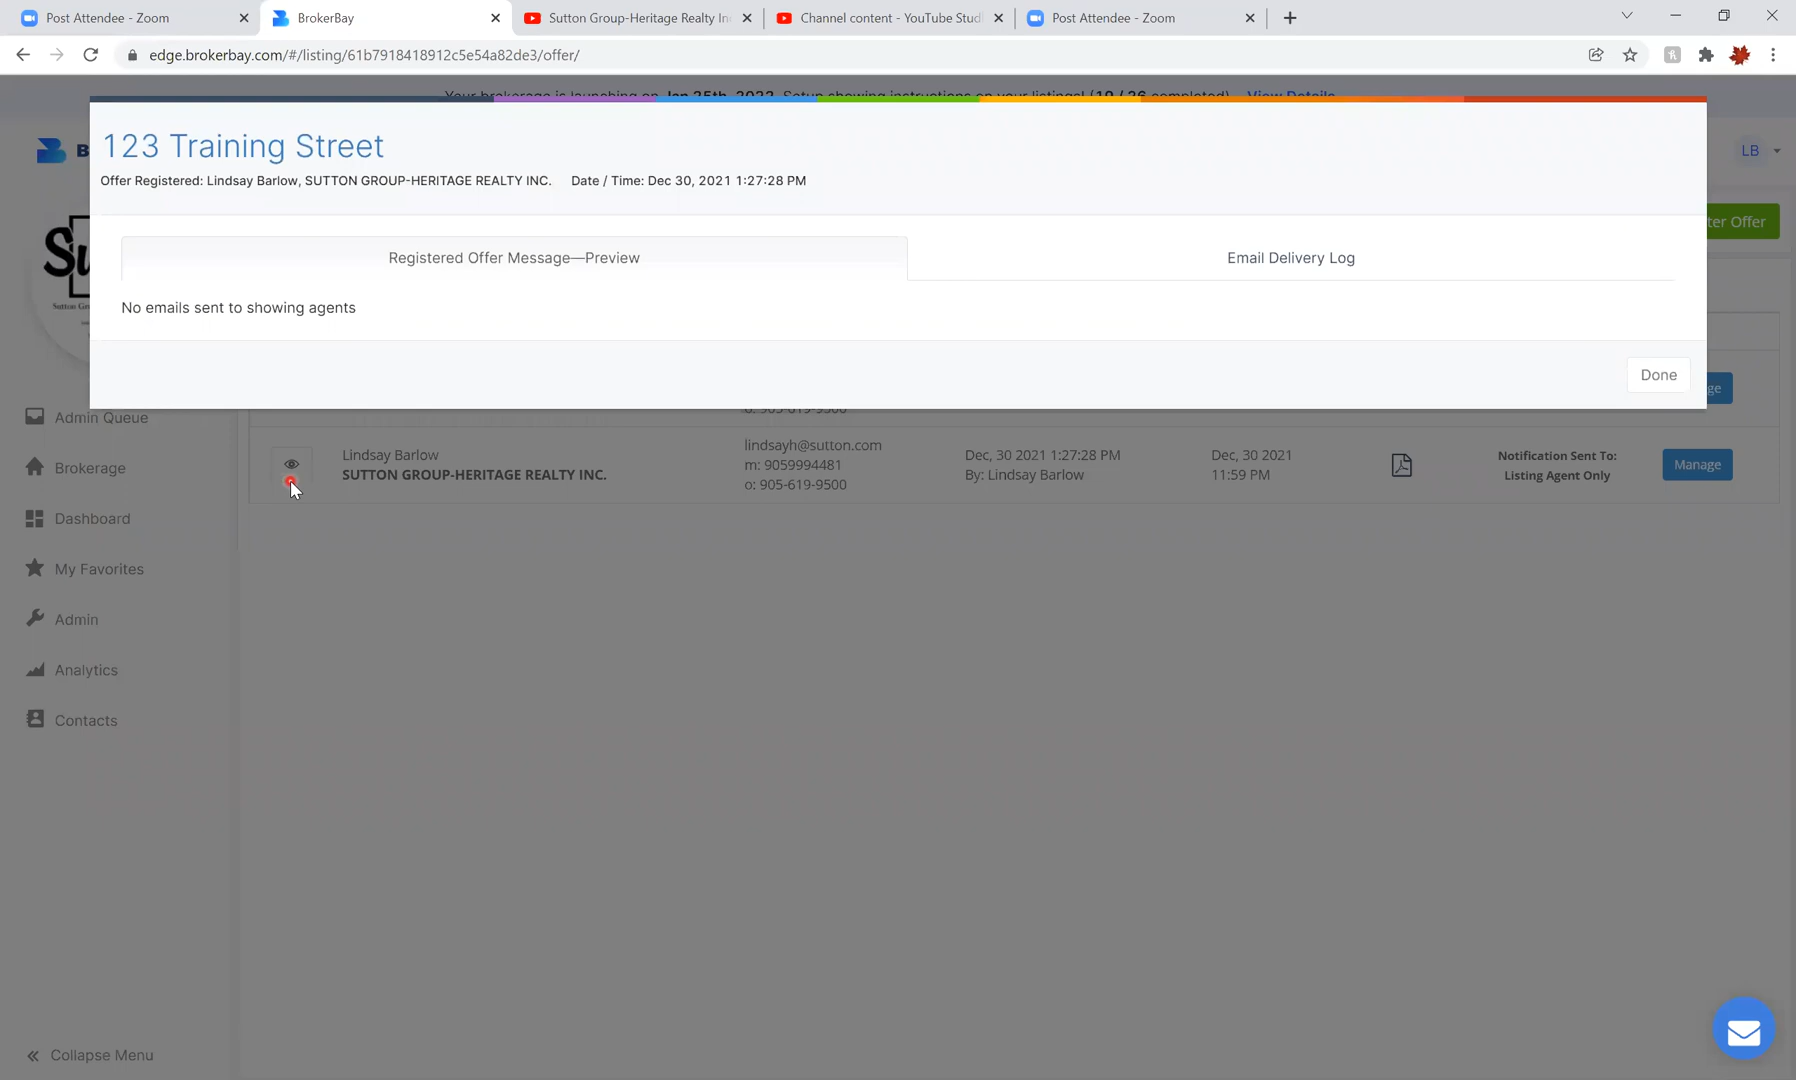 Post Attendee - Zoom
BrokerBay
Sutton Group-Heritage Realty In
Channel content - YouTube Stud
Post Attendee - Zoom
edge.brokerbay.com/#/listing/61b7918418912c5e54a82de3/offer/
Your brokerage is launching on Jan 25th, 2022. Setup showing instructions on your listings! (19 / 26 completed) View Details
B
LB
123 Training Street
Offer Registered: Lindsay Barlow, SUTTON GROUP-HERITAGE REALTY INC. Date / Time: Dec 30, 2021 1:27:28 PM
ter Offer
Su
Registered Offer Message—Preview
Email Delivery Log
No emails sent to showing agents
Done
ge
o: 905-619-9500
Admin Queue
Brokerage
Dashboard
My Favorites
Admin
Analytics
Contacts
Collapse Menu
Lindsay Barlow
SUTTON GROUP-HERITAGE REALTY INC.
lindsayh@sutton.com
m: 9059994481
o: 905-619-9500
Dec, 30 2021 1:27:28 PM
By: Lindsay Barlow
Dec, 30 2021
11:59 PM
Notification Sent To:
Listing Agent Only
Manage